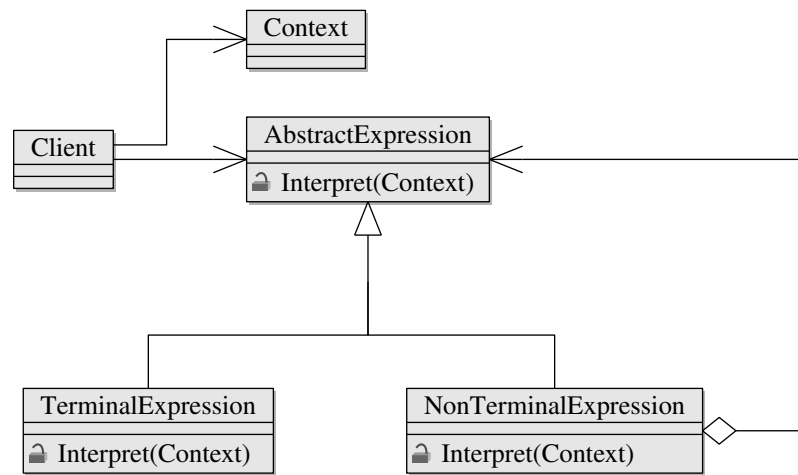 Context
Client
AbstractExpression
Interpret(Context)
TerminalExpression
Interpret(Context)
NonTerminalExpression
Interpret(Context)